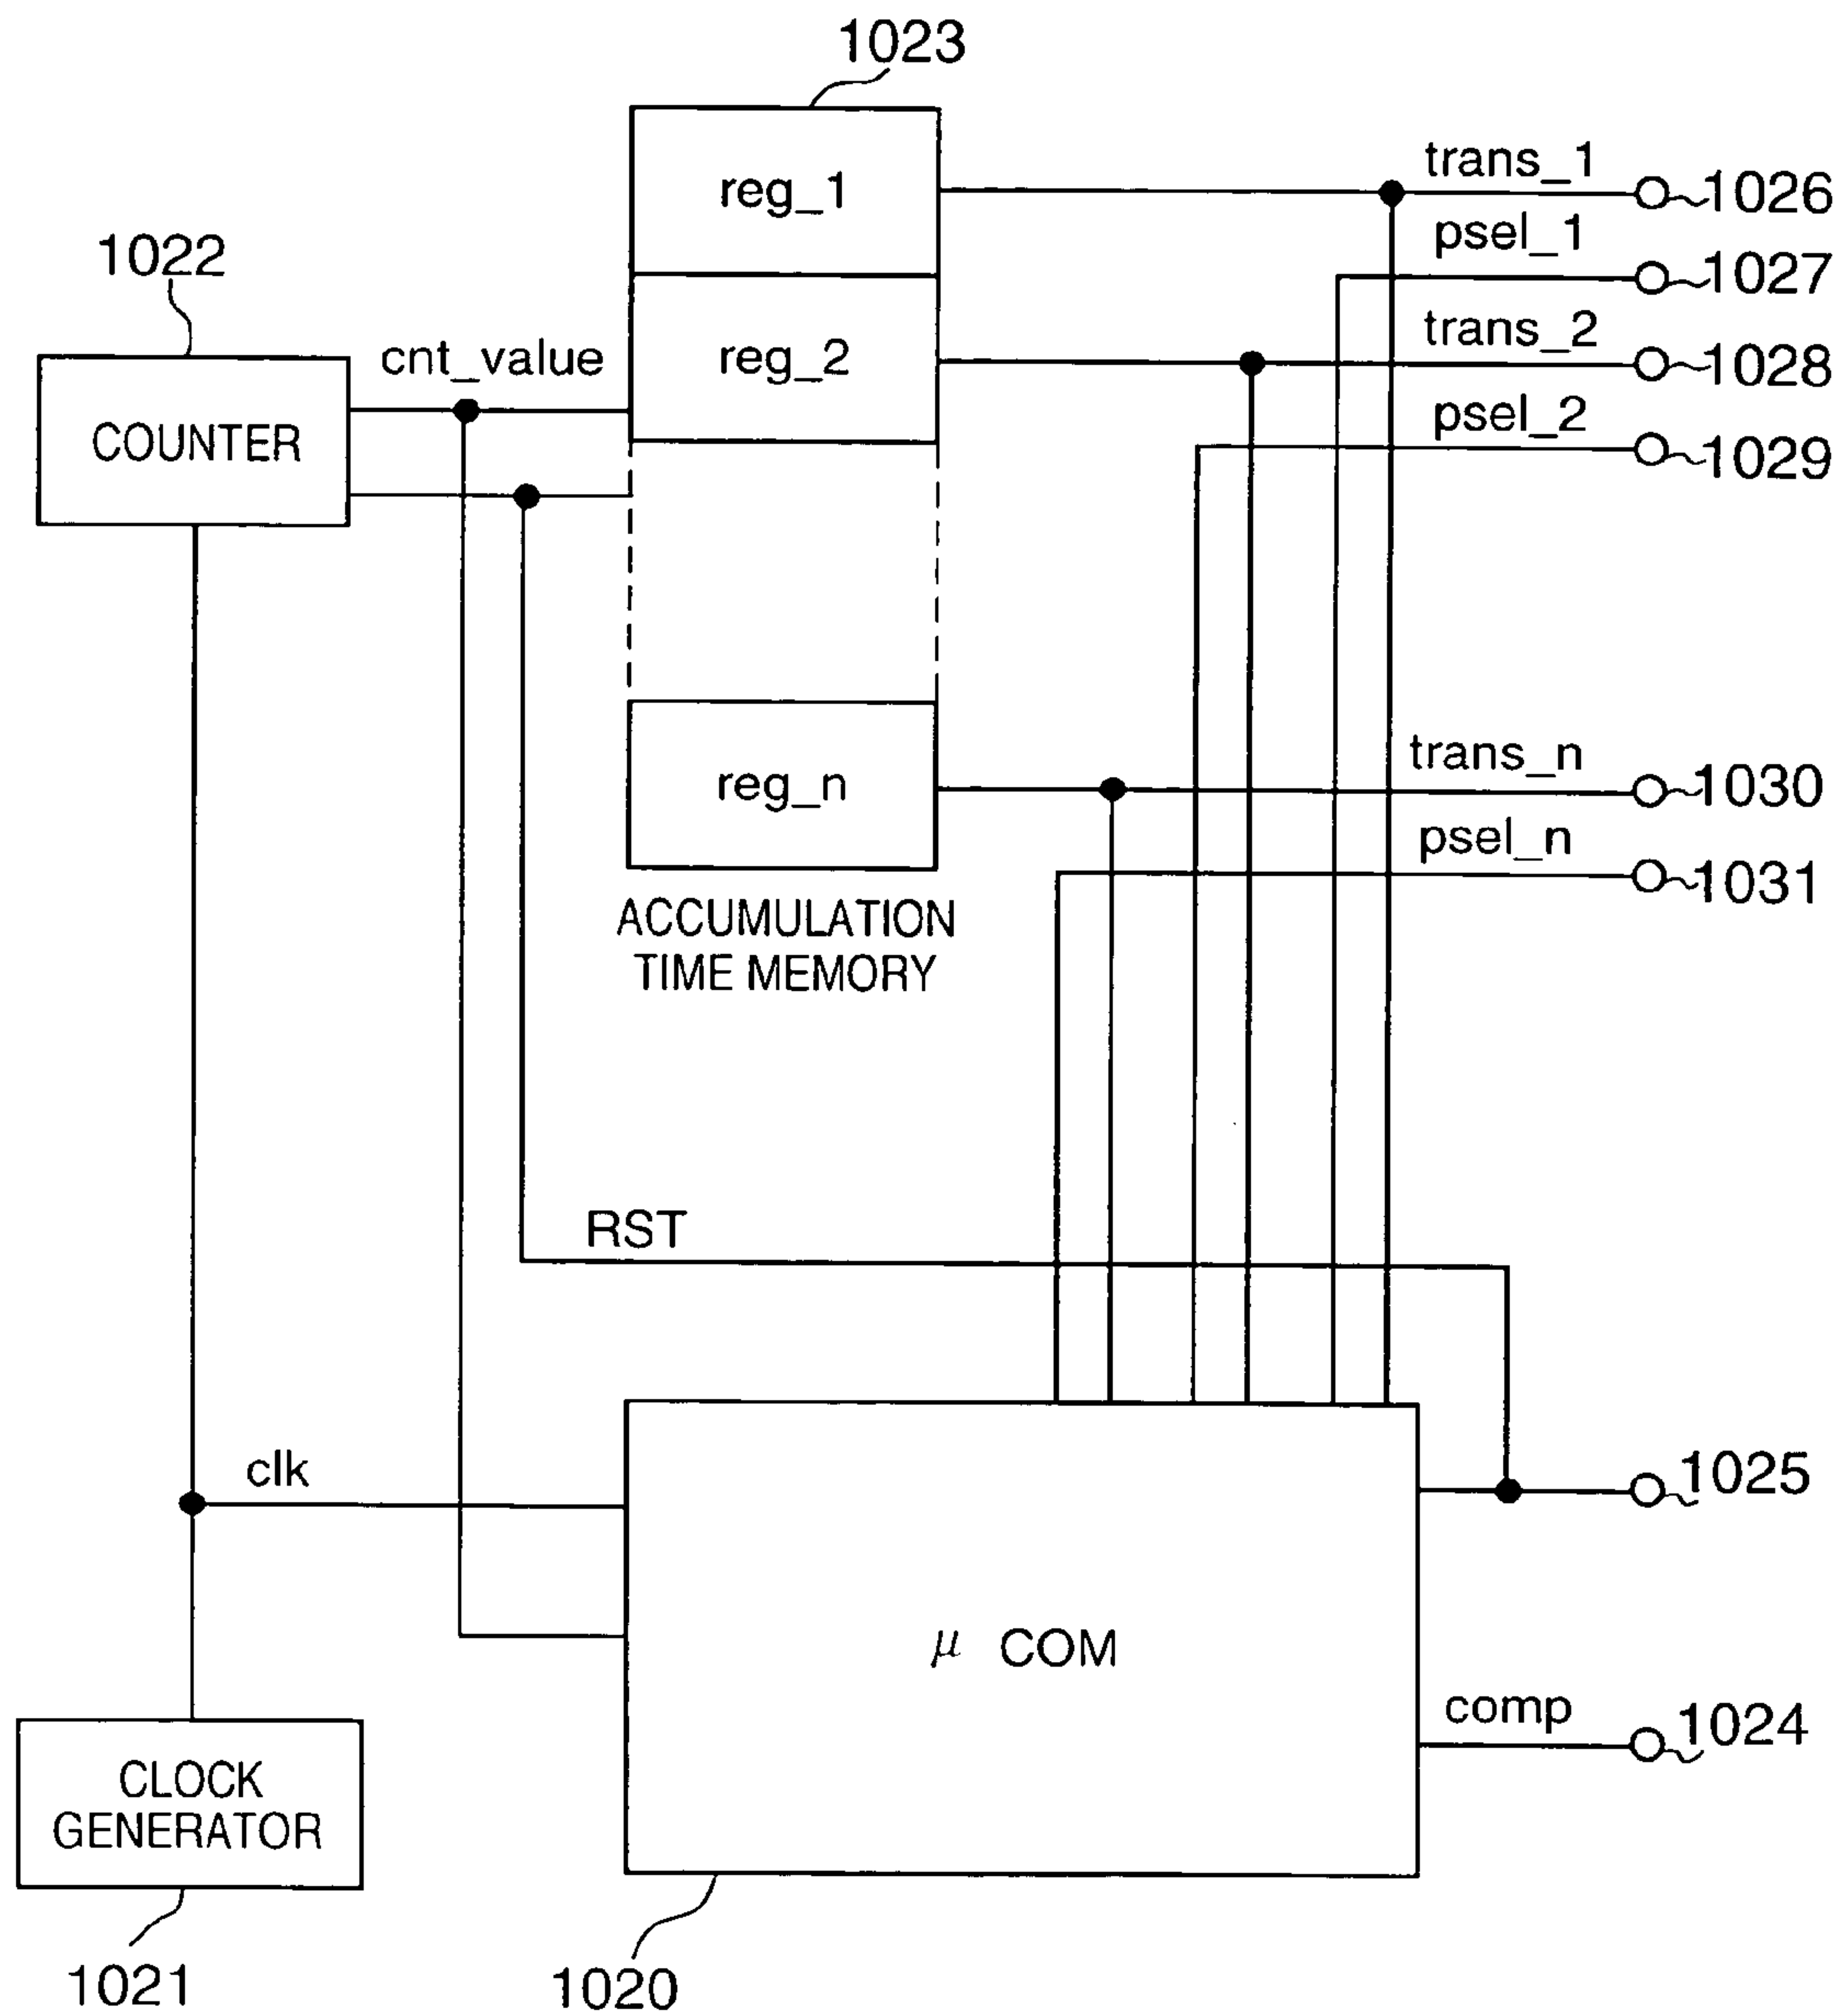 1023
reg_1
trans_1
1026
psel_1
1027
1022
cnt_value
reg_2
trans_2
1028
psel_2
1029
COUNTER
reg_n
trans_n
1030
psel_n
1031
ACCUMULATION
TIME MEMORY
RST
clk
1025
μ COM
comp
1024
CLOCK
GENERATOR
1021
1020